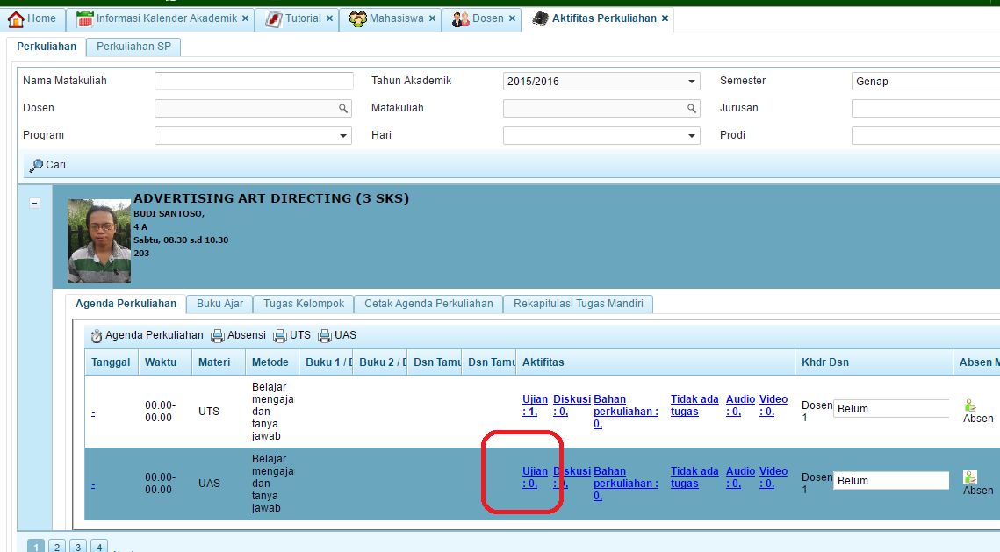 Home Informasi Kalender Akademik × Tutorial × Mahasiswa × Dosen × Aktifitas Perkuliahan ×
Perkuliahan Perkuliahan SP
Nama Matakuliah Tahun Akademik 2015/2016 Semester Genap
Dosen Matakuliah Jurusan
Program Hari Prodi
Cari
ADVERTISING ART DIRECTING (3 SKS)
BUDI SANTOSO,
4 A
Sabtu, 08.30 s.d 10.30
203
Agenda Perkuliahan Buku Ajar Tugas Kelompok Cetak Agenda Perkuliahan Rekapitulasi Tugas Mandiri
Agenda Perkuliahan Absensi UTS UAS
Tanggal Waktu Materi Metode Buku 1 / B Buku 2 / B Dsn Tamu Dsn Tamu Aktifitas Khdr Dsn Absen M
-
00.00-
00.00
UTS
Belajar
mengaja
dan
tanya
jawab
Ujian
: 1,
Diskusi
: 0,
Bahan
perkuliahan :
0,
Tidak ada
tugas
Audio
: 0,
Video
: 0,
Dosen
1
Belum
Absen
-
00.00-
00.00
UAS
Belajar
mengaja
dan
tanya
jawab
Ujian
: 0,
Diskusi
: 0,
Bahan
perkuliahan :
0,
Tidak ada
tugas
Audio
: 0,
Video
: 0,
Dosen
1
Belum
Absen
1 2 3 4